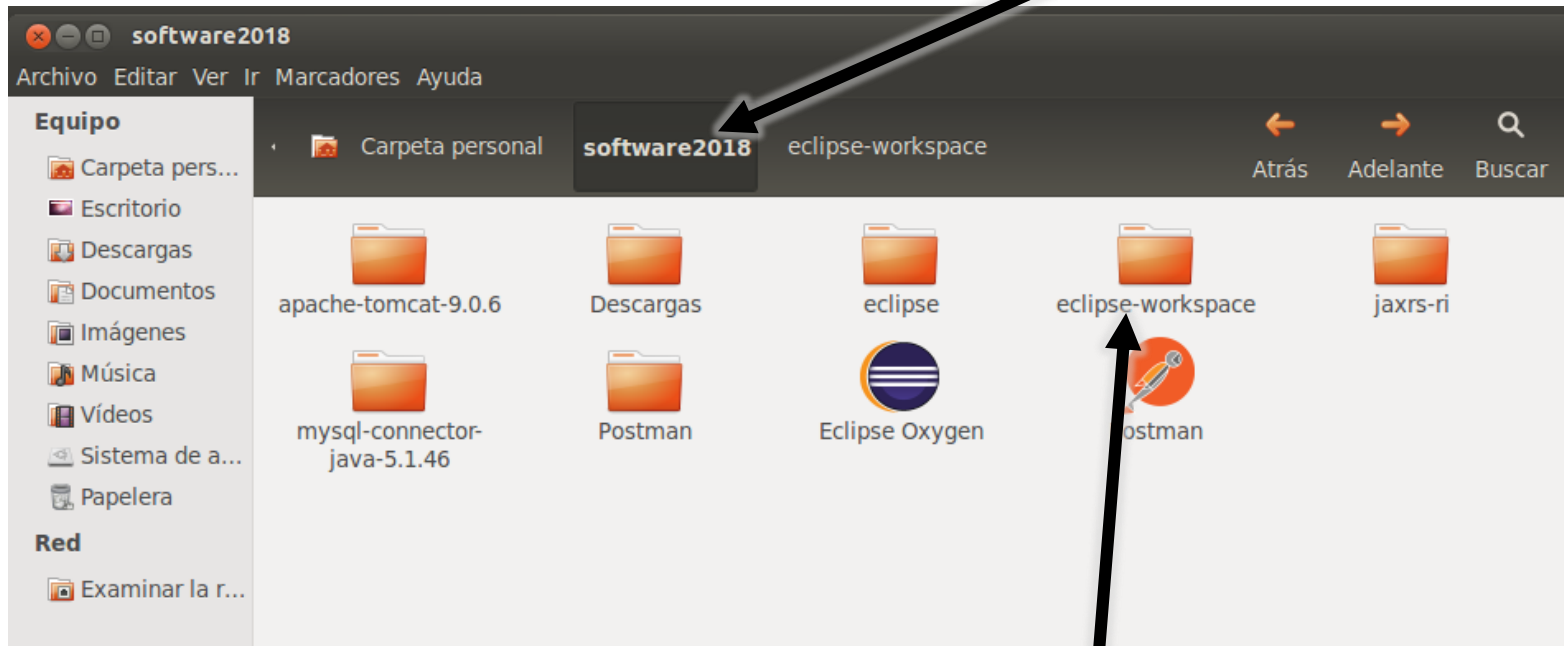 software2018
Archivo Editar Ver Ir Marcadores Ayuda
Equipo
Carpeta pers...
Escritorio
Descargas
Documentos
Imágenes
Música
Vídeos
Sistema de a...
Papelera
Red
Examinar la r...
Carpeta personal software2018 eclipse-workspace
Atrás Adelante Buscar
apache-tomcat-9.0.6 Descargas eclipse eclipse-workspace jaxrs-ri
mysql-connector- Postman Eclipse Oxygen ostman
java-5.1.46